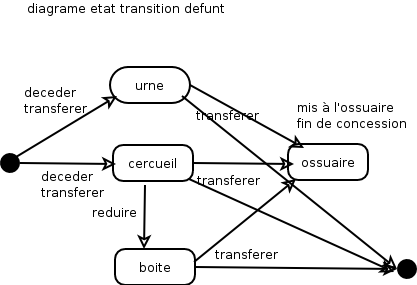 diagrame etat transition defunt
urne
deceder
transferer
transferer
mis à l'ossuaire
fin de concession
cercueil
ossuaire
deceder
transferer
transferer
reduire
transferer
boite